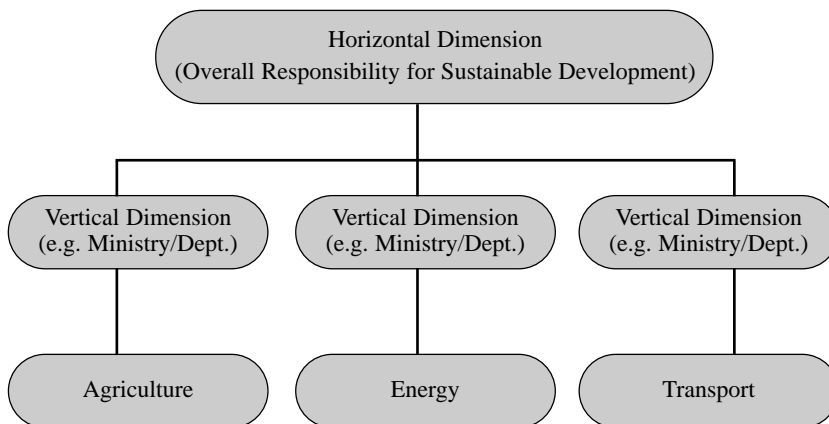 Horizontal Dimension
(Overall Responsibility for Sustainable Development)
Vertical Dimension
(e.g. Ministry/Dept.)
Vertical Dimension
(e.g. Ministry/Dept.)
Vertical Dimension
(e.g. Ministry/Dept.)
Agriculture
Energy
Transport